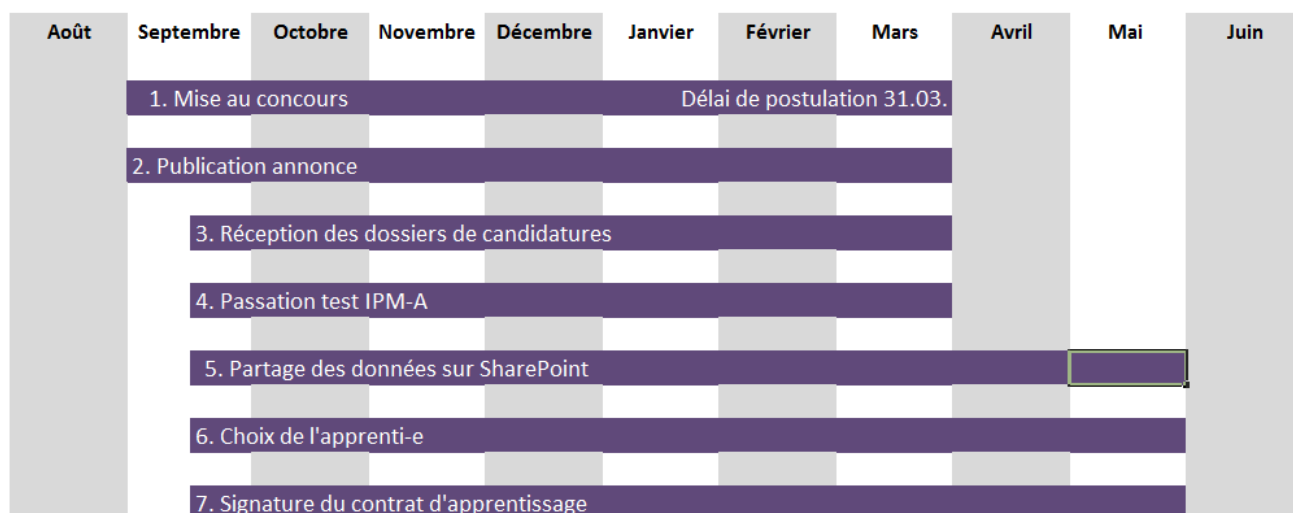 Août Septembre Octobre Novembre Décembre Janvier Février Mars Avril Mai Juin
1. Mise au concours Délai de postulation 31.03.
2. Publication annonce
3. Réception des dossiers de candidatures
4. Passation test IPM-A
5. Partage des données sur SharePoint
6. Choix de l'apprenti-e
7. Signature du contrat d'apprentissage